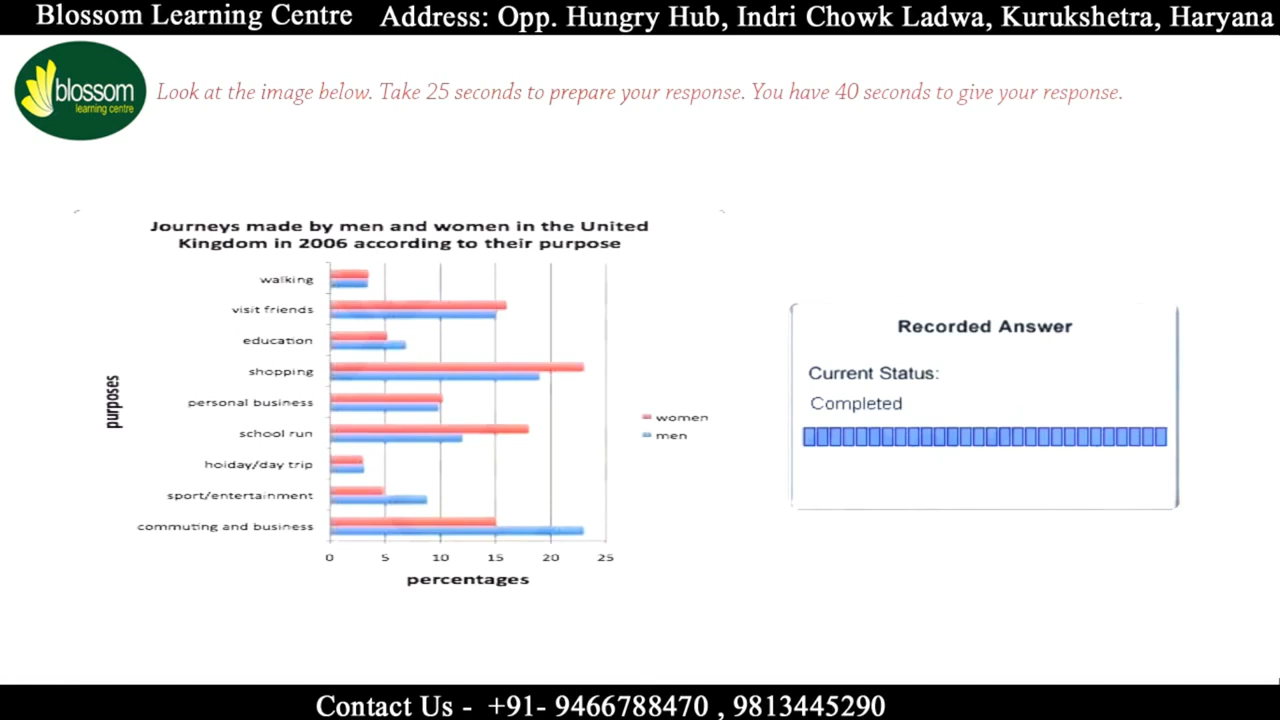 Blossom Learning Centre Address: Opp. Hungry Hub, Indri Chowk Ladwa, Kurukshetra, Haryana
blossom
learning centre
Look at the image below. Take 25 seconds to prepare your response. You have 40 seconds to give your response.
Journeys made by men and women in the United
Kingdom in 2006 according to their purpose
purposes
walking
visit friends
education
shopping
personal business
school run
hoiday/day trip
sport/entertainment
commuting and business
0 5 10 15 20 25
percentages
women
men
Recorded Answer
Current Status:
Completed
Contact Us - +91- 9466788470 , 9813445290